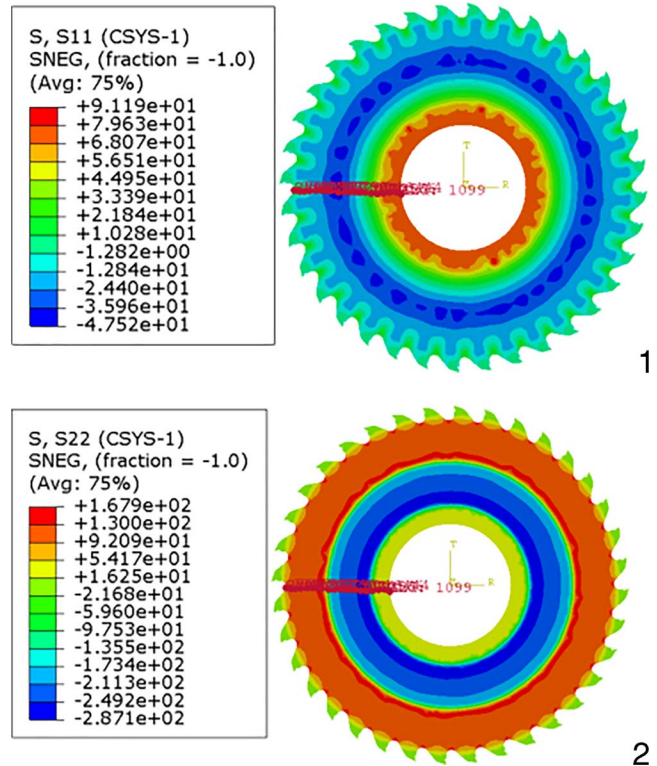 S, S11 (CSYS-1)
SNEG, (fraction = -1.0)
(Avg: 75%)
+9.119e+01
+7.963e+01
+6.807e+01
+5.651e+01
+4.495e+01
+3.339e+01
+2.184e+01
+1.028e+01
-1.282e+00
-1.284e+01
-2.440e+01
-3.596e+01
-4.752e+01
T
R
1099
1
S, S22 (CSYS-1)
SNEG, (fraction = -1.0)
(Avg: 75%)
+1.679e+02
+1.300e+02
+9.209e+01
+5.417e+01
+1.625e+01
-2.168e+01
-5.960e+01
-9.753e+01
-1.355e+02
-1.734e+02
-2.113e+02
-2.492e+02
-2.871e+02
T
R
1099
2